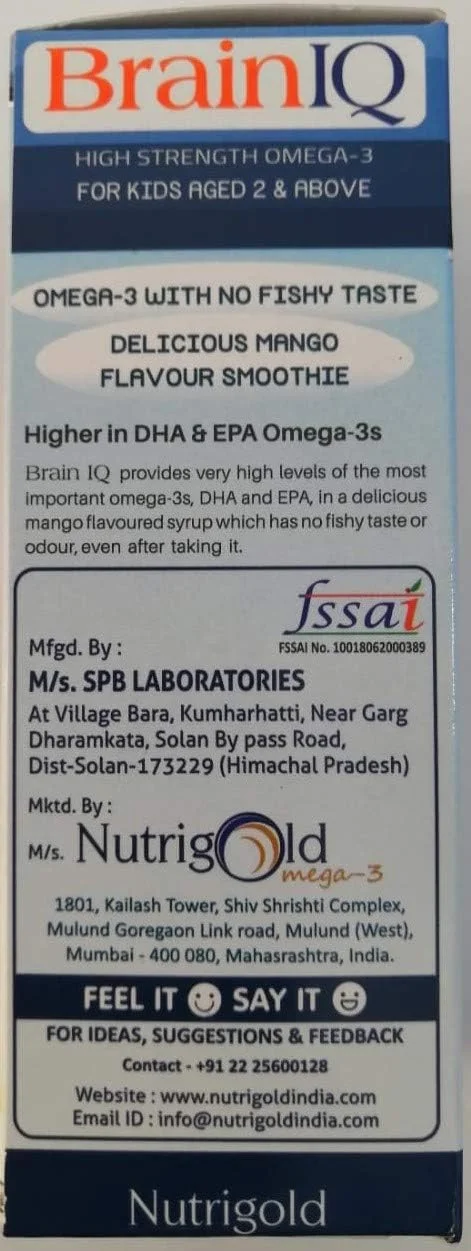 BrainIQ
HIGH STRENGTH OMEGA-3
FOR KIDS AGED 2 & ABOVE
OMEGA-3 WITH NO FISHY TASTE
DELICIOUS MANGO
FLAVOUR SMOOTHIE
Higher in DHA & EPA Omega-3s
Brain IQ provides very high levels of the most
important omega-3s, DHA and EPA, in a delicious
mango flavoured syrup which has no fishy taste or
odour, even after taking it.
fssai
FSSAI No. 10018062000389
Mfgd. By :
M/s. SPB LABORATORIES
At Village Bara, Kumharhatti, Near Garg
Dharamkata, Solan By pass Road,
Dist-Solan-173229 (Himachal Pradesh)
Mktd. By :
M/s. NutrigOld
mega-3
1801, Kailash Tower, Shiv Shrishti Complex,
Mulund Goregaon Link road, Mulund (West),
Mumbai - 400 080, Mahasrashtra, India.
FEEL IT SAY IT
FOR IDEAS, SUGGESTIONS & FEEDBACK
Contact - +91 22 25600128
Website : www.nutrigoldindia.com
Email ID : info@nutrigoldindia.com
Nutrigold